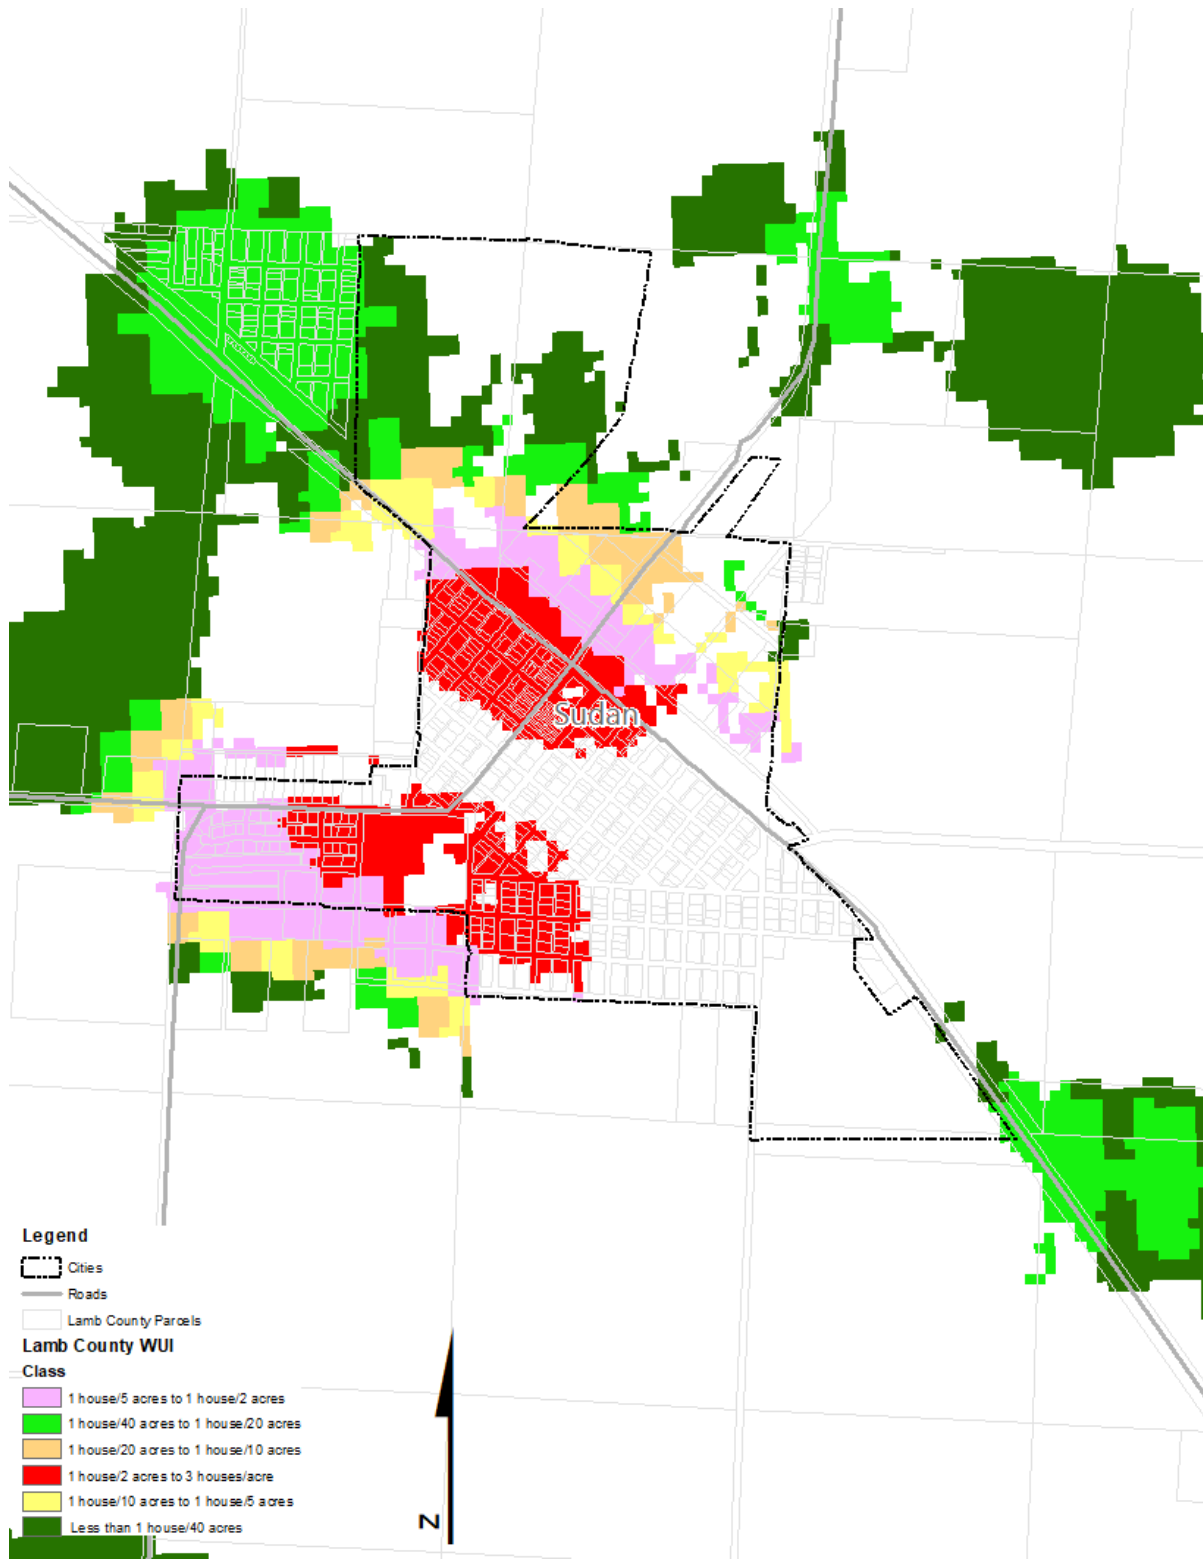 Sudan
Legend
Cities
Roads
Lamb County Parcels
Lamb County WUI
Class
1 house/5 acres to 1 house/2 acres
1 house/40 acres to 1 house/20 acres
1 house/20 acres to 1 house/10 acres
1 house/2 acres to 3 houses/acre
1 house/10 acres to 1 house/5 acres
Less than 1 house/40 acres
N